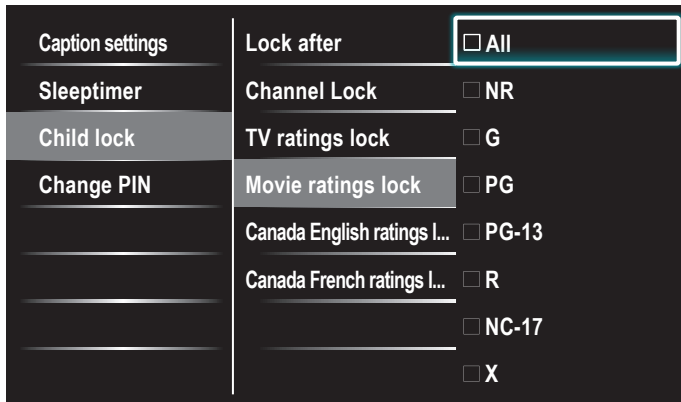 Caption settings
Sleeptimer
Child lock
Change PIN
Lock after
Channel Lock
TV ratings lock
Movie ratings lock
Canada English ratings l...
Canada French ratings l...
All
NR
G
PG
PG-13
R
NC-17
X